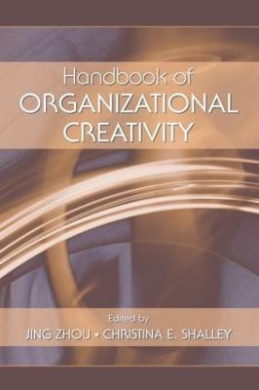 Handbook of
ORGANIZATIONAL
CREATIVITY
Edited by
JING ZHOU • CHRISTINA E. SHALLEY